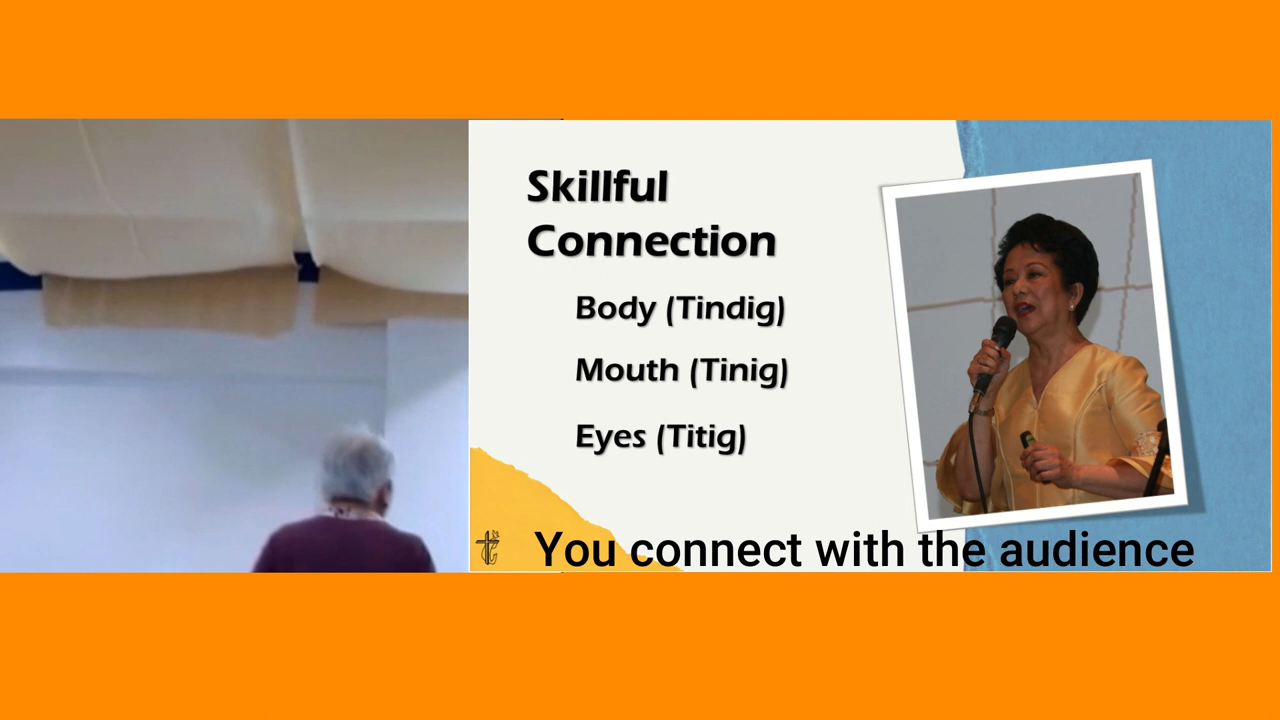 Skillful
Connection
Body (Tindig)
Mouth (Tinig)
Eyes (Titig)
You connect with the audience